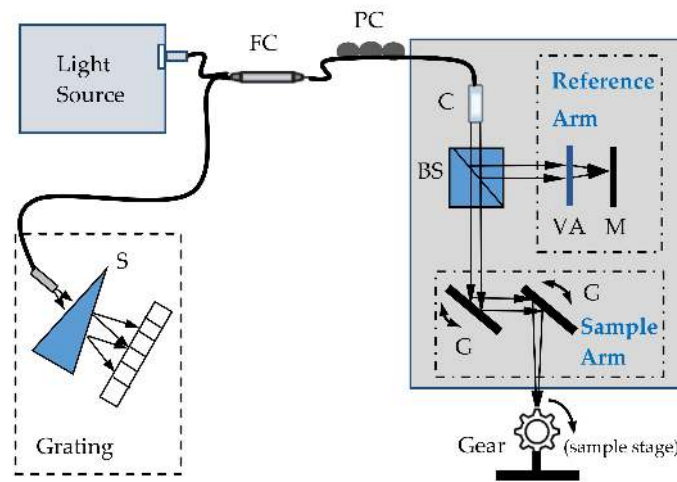 PC
FC
Light
Source
C
Reference
Arm
BS
VA
M
S
G
G
Sample
Arm
Grating
Gear
(sample stage)